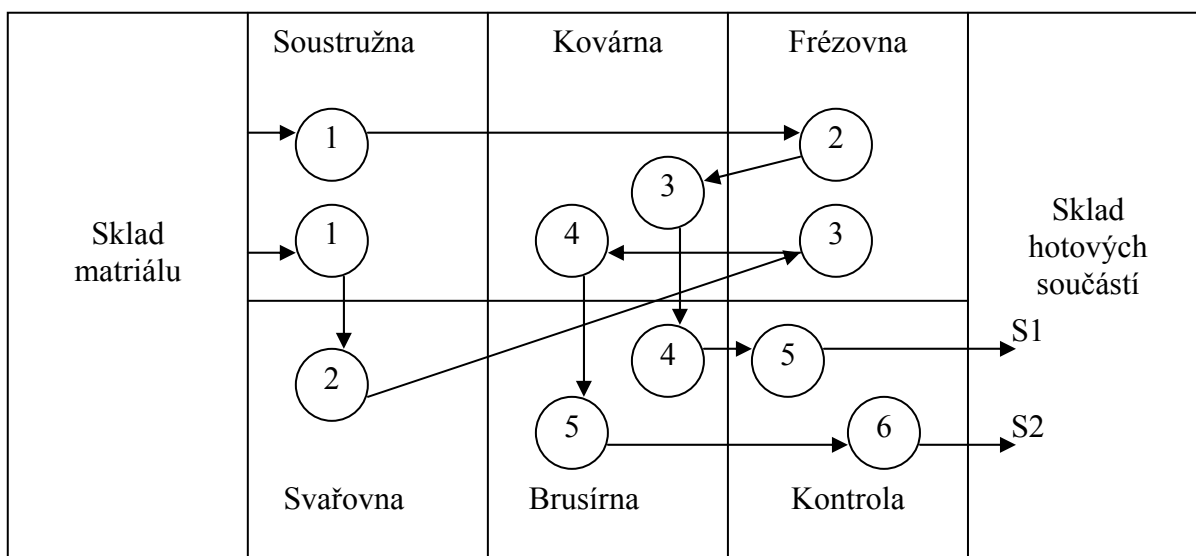 Soustružna
Kovárna
Frézovna
1
2
3
Sklad
matriálu
1
4
3
Sklad
hotových
součástí
2
4
5
S1
5
6
S2
Svařovna
Brusírna
Kontrola